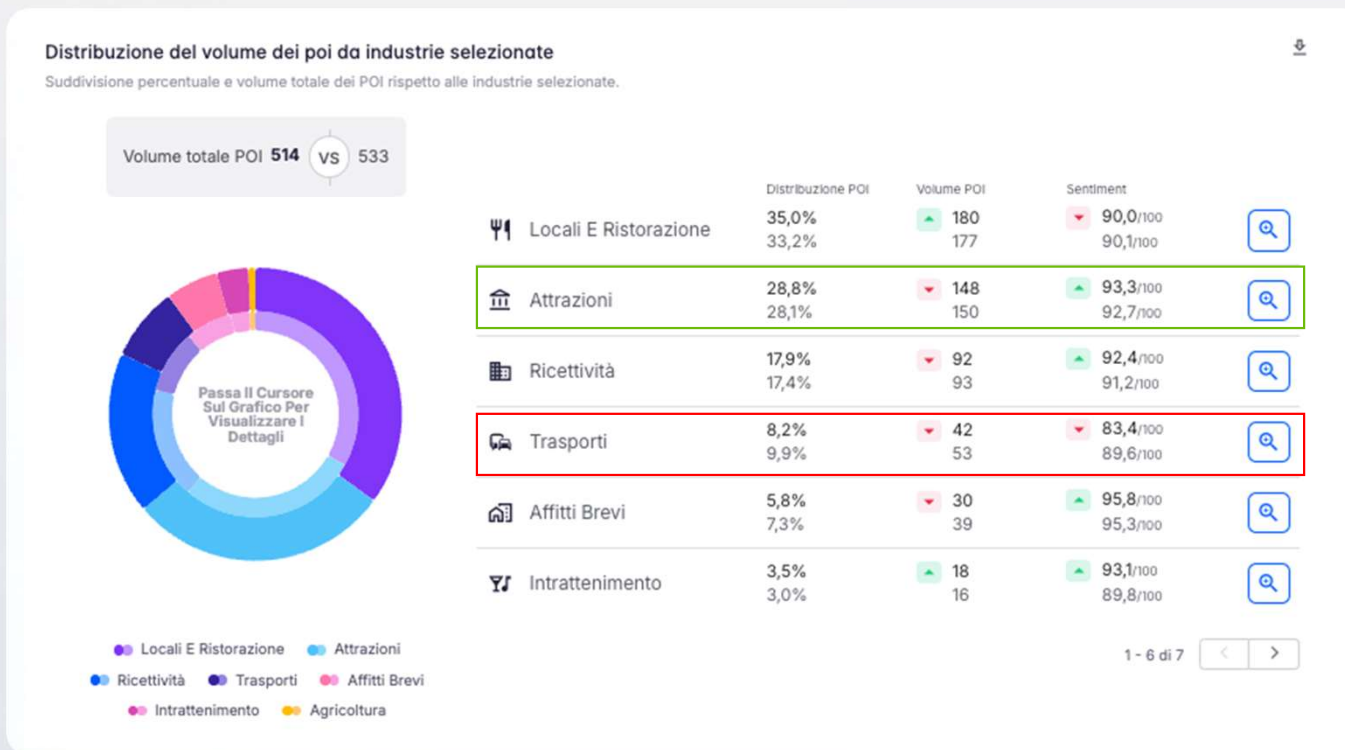 Distribuzione del volume dei poi da industrie selezionate
Suddivisione percentuale e volume totale dei POI rispetto alle industrie selezionate.
Volume totale POI 514 VS 533
Distribuzione POI Volume POI Sentiment
Locali E Ristorazione 35,0% 180 90,0/100
33,2% 177 90,1/100
Attrazioni 28,8% 148 93,3/100
28,1% 150 92,7/100
Ricettività 17,9% 92 92,4/100
17,4% 93 91,2/100
Trasporti 8,2% 42 83,4/100
9,9% 53 89,6/100
Affitti Brevi 5,8% 30 95,8/100
7,3% 39 95,3/100
Intrattenimento 3,5% 18 93,1/100
3,0% 16 89,8/100
Passa Il Cursore
Sul Grafico Per
Visualizzare I
Dettagli
Locali E Ristorazione Attrazioni
Ricettività Trasporti Affitti Brevi
Intrattenimento Agricoltura
1 - 6 di 7